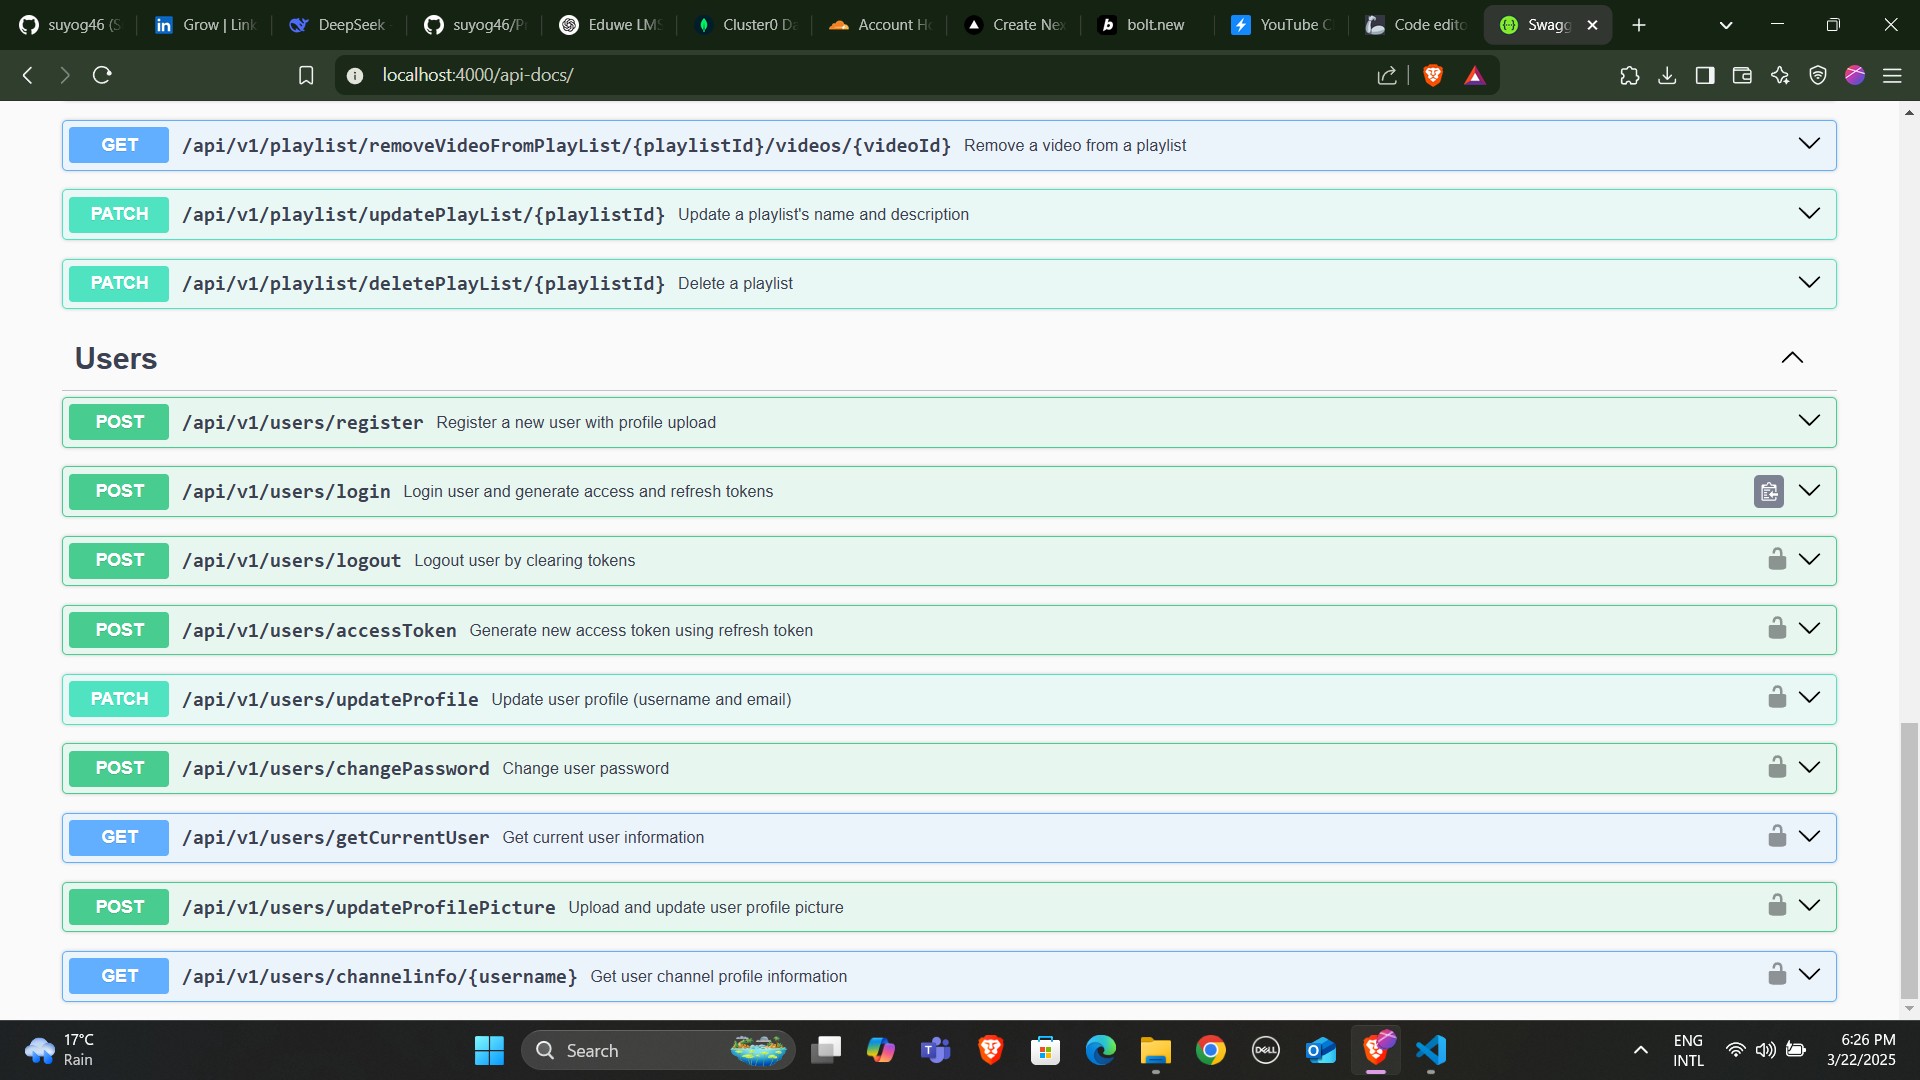 suyog46 (S
Grow | Link
DeepSeek
suyog46/Pr
Eduwe LMS
Cluster0 Da
Account Ho
Create Nex
bolt.new
YouTube C
Code edito
Swagg
localhost:4000/api-docs/
GET /api/v1/playlist/removeVideoFromPlayList/{playlistId}/videos/{videoId} Remove a video from a playlist
PATCH /api/v1/playlist/updatePlayList/{playlistId} Update a playlist's name and description
PATCH /api/v1/playlist/deletePlayList/{playlistId} Delete a playlist
Users
POST /api/v1/users/register Register a new user with profile upload
POST /api/v1/users/login Login user and generate access and refresh tokens
POST /api/v1/users/logout Logout user by clearing tokens
POST /api/v1/users/accessToken Generate new access token using refresh token
PATCH /api/v1/users/updateProfile Update user profile (username and email)
POST /api/v1/users/changePassword Change user password
GET /api/v1/users/getCurrentUser Get current user information
POST /api/v1/users/updateProfilePicture Upload and update user profile picture
GET /api/v1/users/channelinfo/{username} Get user channel profile information
17°C
Rain
Search
DELL
ENG
INTL
6:26 PM
3/22/2025